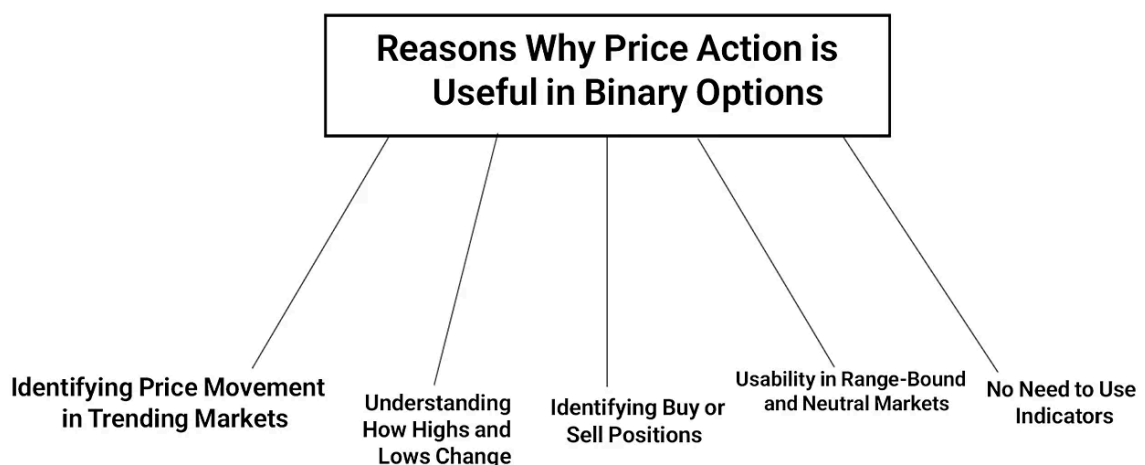 Reasons Why Price Action is
Useful in Binary Options
Identifying Price Movement
in Trending Markets
Understanding
How Highs and
Lows Change
Identifying Buy or
Sell Positions
Usability in Range-Bound
and Neutral Markets
No Need to Use
Indicators